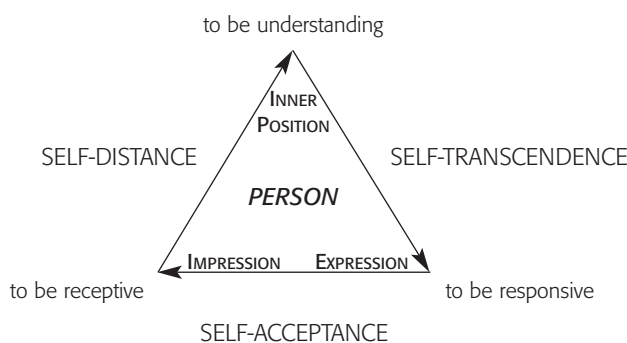 to be understanding
INNER
POSITION
SELF-DISTANCE
SELF-TRANSCENDENCE
PERSON
IMPRESSION
EXPRESSION
to be receptive
to be responsive
SELF-ACCEPTANCE